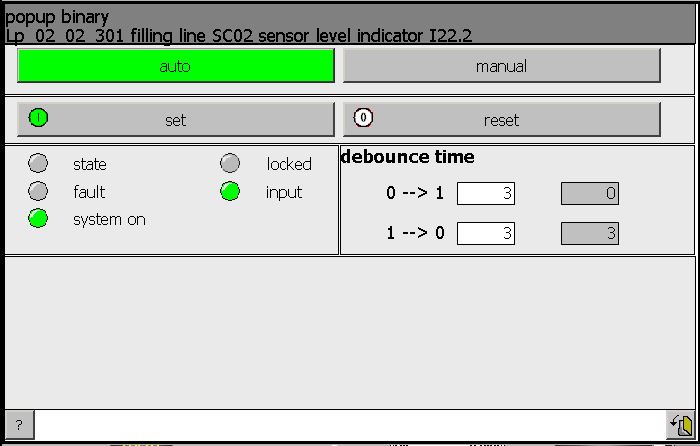 popup binary
Lp_02_02_301 filling line SC02 sensor level indicator I22.2
auto manual
I set 0 reset
state locked debounce time
fault input 0 --> 1 3 0
system on
1 --> 0 3 3
?